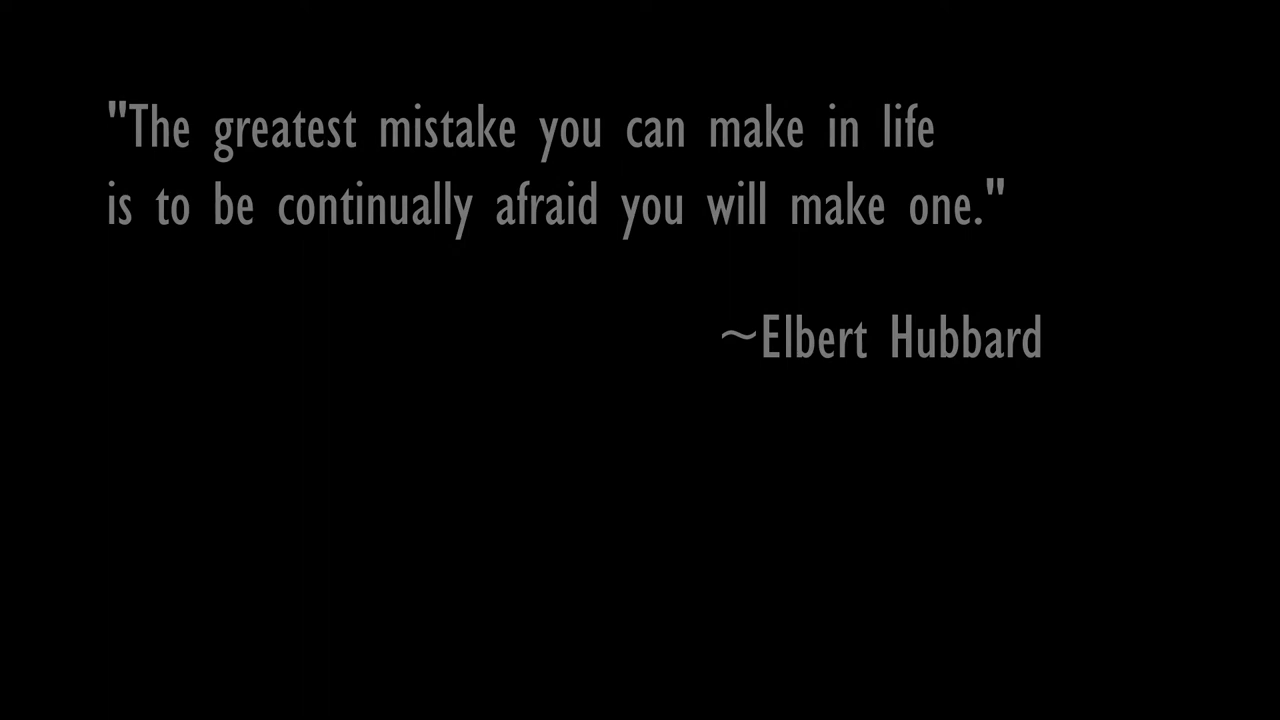 "The greatest mistake you can make in life
is to be continually afraid you will make one."
~Elbert Hubbard